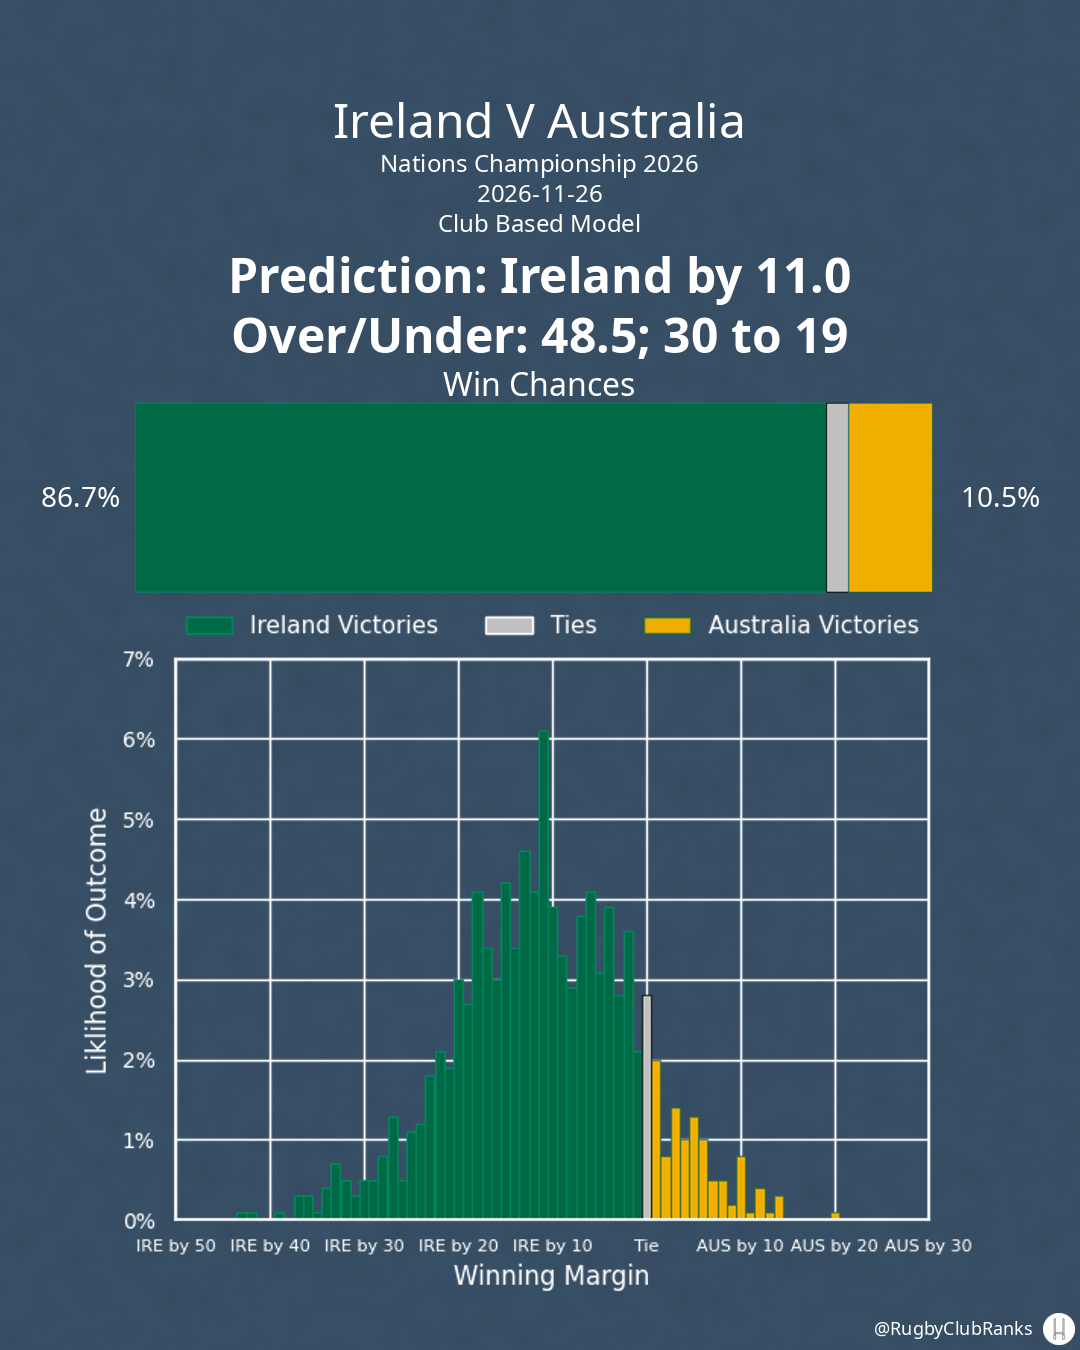 Ireland V Australia
Nations Championship 2026
2026-11-26
Club Based Model
Prediction: Ireland by 11.0
Over/Under: 48.5; 30 to 19
Win Chances
86.7%
10.5%
Ireland Victories
Ties
Australia Victories
7%
6%
5%
4%
3%
2%
1%
0%
Liklihood of Outcome
IRE by 50
IRE by 40
IRE by 30
IRE by 20
IRE by 10
Tie
AUS by 10
AUS by 20
AUS by 30
Winning Margin
@RugbyClubRanks